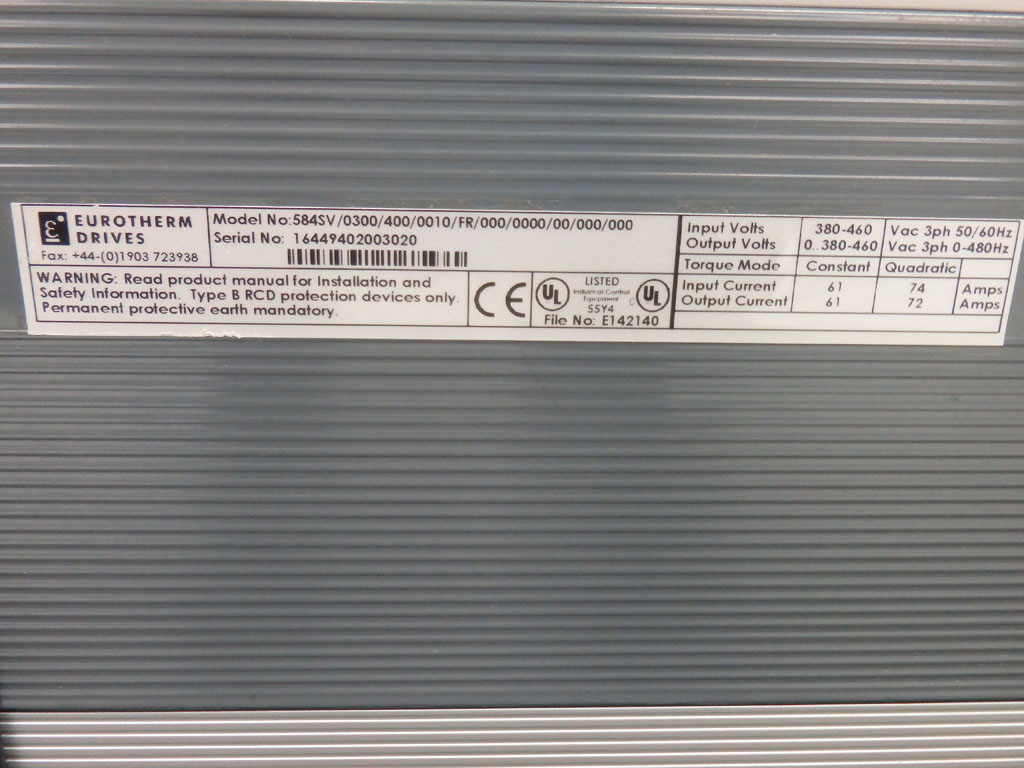 EUROTHERM
DRIVES
Fax: +44-(0)1903 723938
Model No:584SV/0300/400/0010/FR/000/0000/00/000/000
Serial No: 16449402003020
WARNING: Read product manual for Installation and
Safety Information. Type B RCD protection devices only.
Permanent protective earth mandatory.
CE
UL
LISTED
Industrial Control
Equipment
55Y4
C UL
File No: E142140
Input Volts 380-460 Vac 3ph 50/60Hz
Output Volts 0..380-460 Vac 3ph 0-480Hz
Torque Mode Constant Quadratic
Input Current 61 74 Amps
Output Current 61 72 Amps